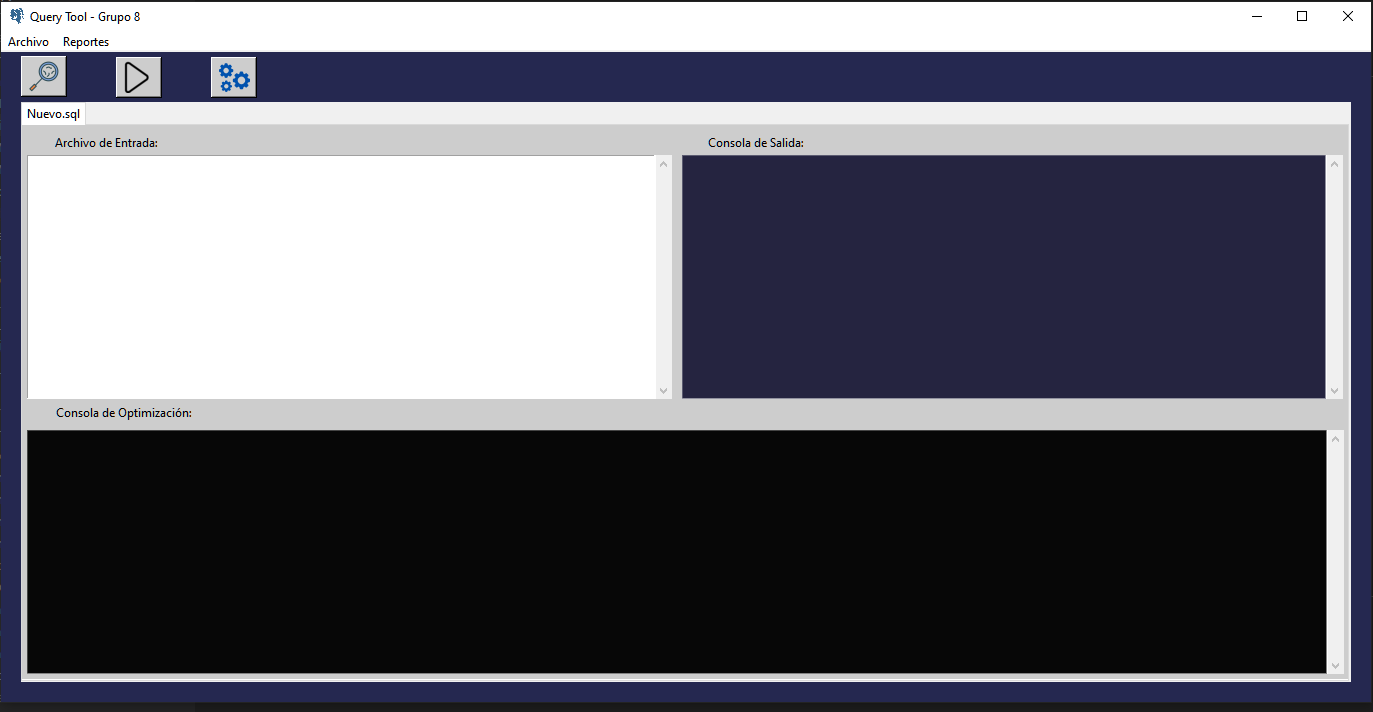 Query Tool - Grupo 8
Archivo Reportes
Nuevo.sql
Archivo de Entrada:
Consola de Salida:
Consola de Optimización: